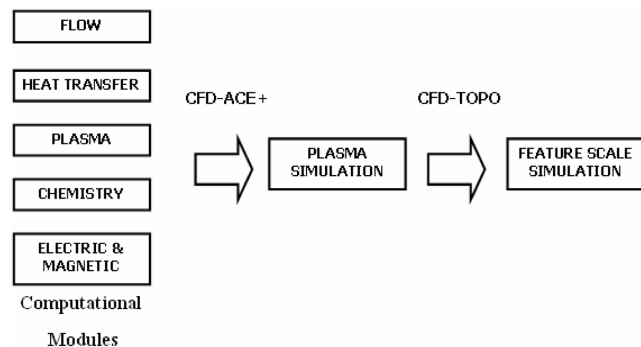 FLOW
HEAT TRANSFER
PLASMA
CHEMISTRY
ELECTRIC &
MAGNETIC
Computational
Modules
CFD-ACE+
PLASMA
SIMULATION
CFD-TOPO
FEATURE SCALE
SIMULATION